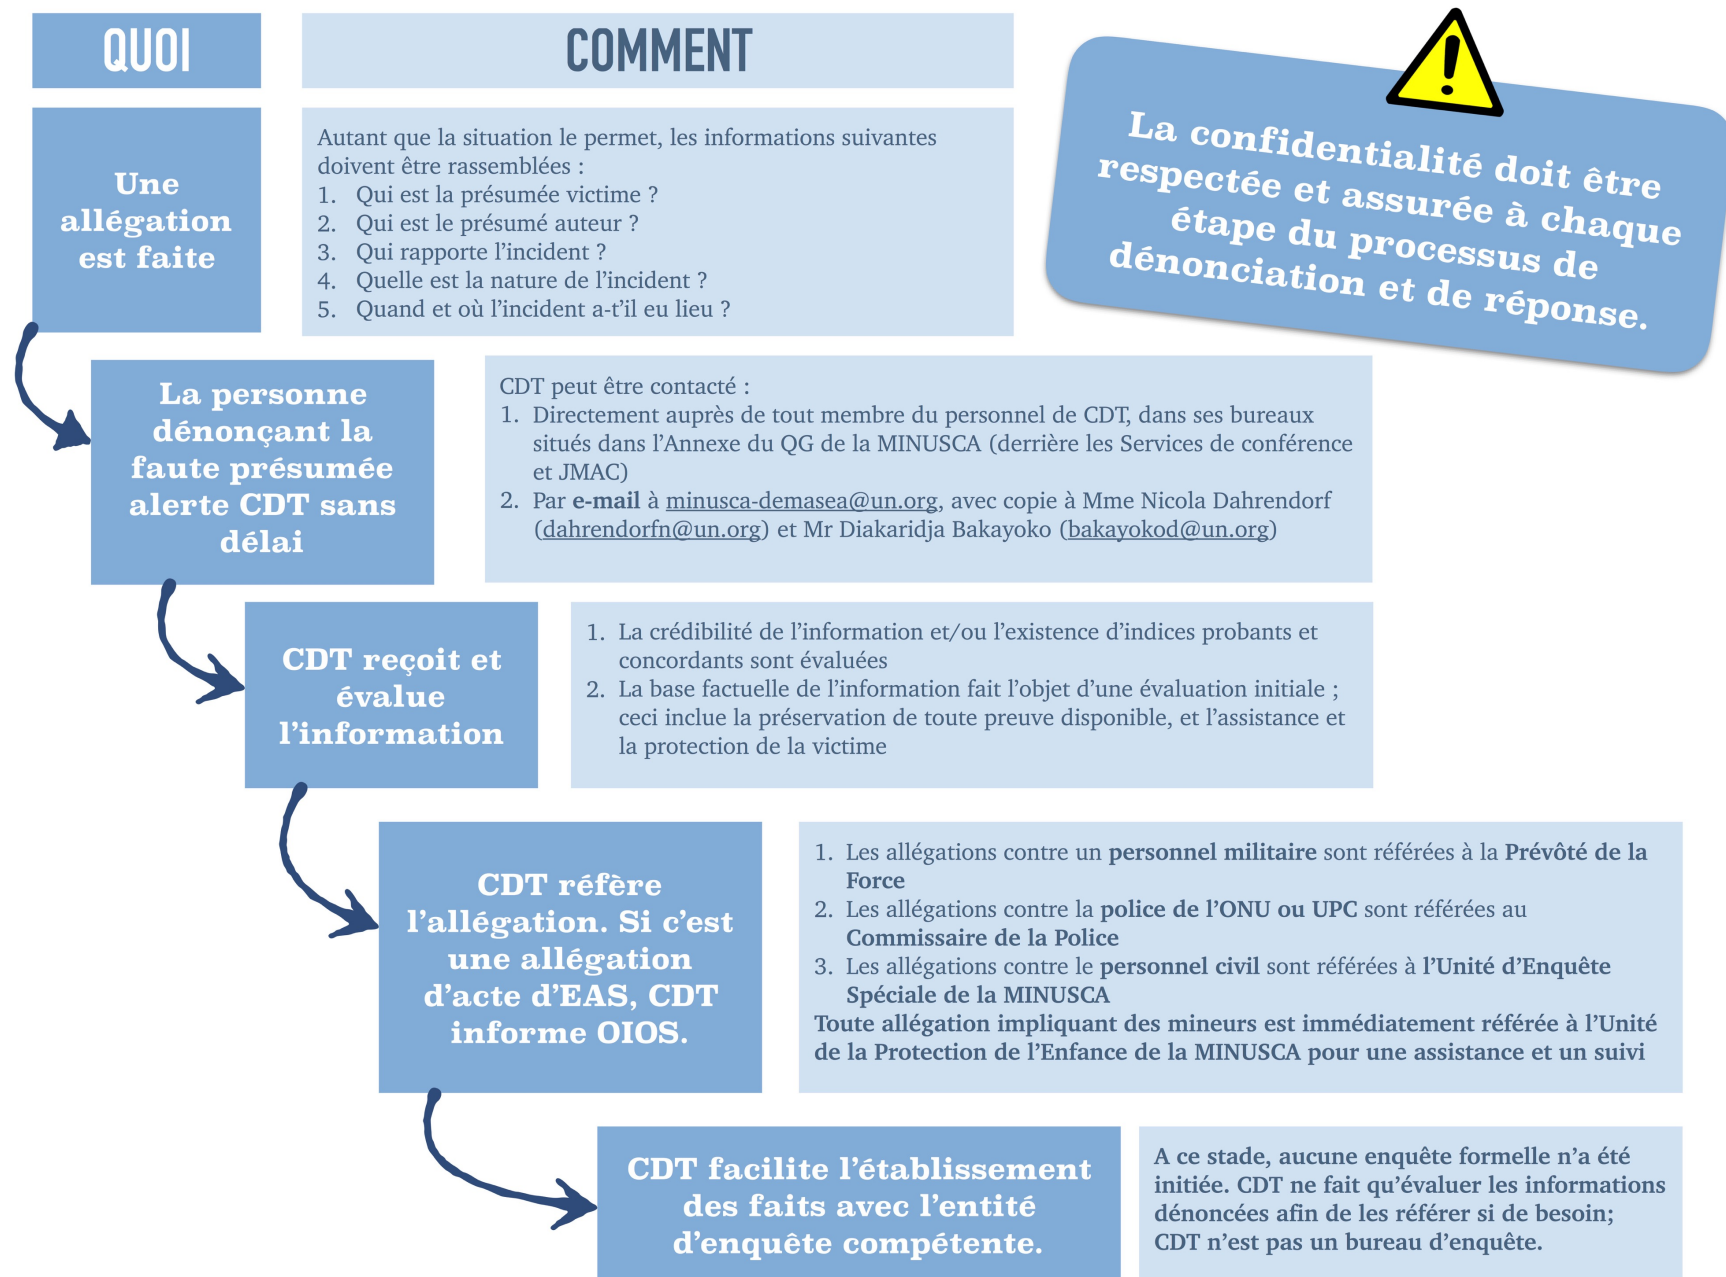 QUOI
COMMENT
La confidentialité doit être
respectée et assurée à chaque
étape du processus de
dénonciation et de réponse.
Une
allégation
est faite
Autant que la situation le permet, les informations suivantes
doivent être rassemblées :
1. Qui est la présumée victime ?
2. Qui est le présumé auteur ?
3. Qui rapporte l’incident ?
4. Quelle est la nature de l’incident ?
5. Quand et où l’incident a-t’il eu lieu ?
La personne
dénonçant la
faute présumée
alerte CDT sans
délai
CDT peut être contacté :
1. Directement auprès de tout membre du personnel de CDT, dans ses bureaux
situés dans l’Annexe du QG de la MINUSCA (derrière les Services de conférence
et JMAC)
2. Par e-mail à minusca-demasea@un.org, avec copie à Mme Nicola Dahrendorf
(dahrendorfn@un.org) et Mr Diakaridja Bakayoko (bakayokod@un.org)
CDT reçoit et
évalue
l’information
1. La crédibilité de l’information et/ou l’existence d’indices probants et
concordants sont évaluées
2. La base factuelle de l’information fait l’objet d’une évaluation initiale ;
ceci inclue la préservation de toute preuve disponible, et l’assistance et
la protection de la victime
CDT réfère
l’allégation. Si c’est
une allégation
d’acte d’EAS, CDT
informe OIOS.
1. Les allégations contre un personnel militaire sont référées à la Prévôté de la
Force
2. Les allégations contre la police de l’ONU ou UPC sont référées au
Commissaire de la Police
3. Les allégations contre le personnel civil sont référées à l’Unité d’Enquête
Spéciale de la MINUSCA
Toute allégation impliquant des mineurs est immédiatement référée à l’Unité
de la Protection de l’Enfance de la MINUSCA pour une assistance et un suivi
CDT facilite l’établissement
des faits avec l’entité
d’enquête compétente.
A ce stade, aucune enquête formelle n’a été
initiée. CDT ne fait qu’évaluer les informations
dénoncées afin de les référer si de besoin;
CDT n’est pas un bureau d’enquête.